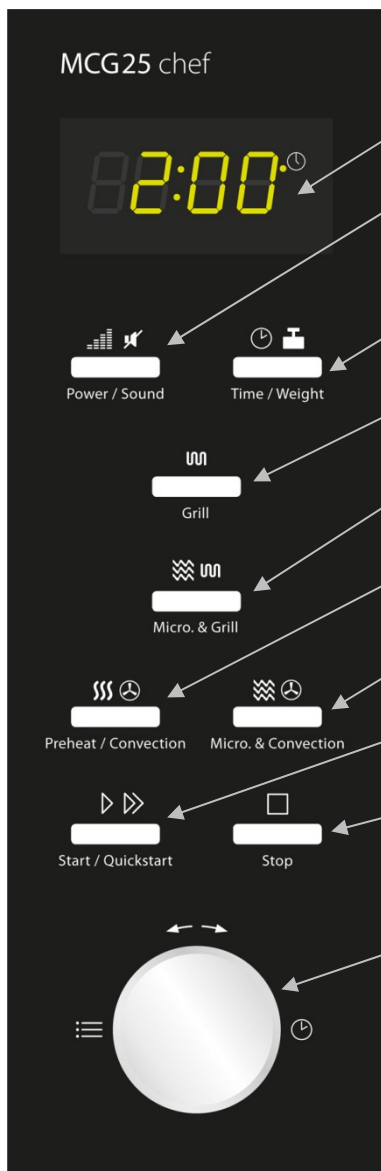 MCG25 chef
2:00
Power / Sound
Time / Weight
Grill
Micro. & Grill
Preheat / Convection
Micro. & Convection
Start / Quickstart
Stop